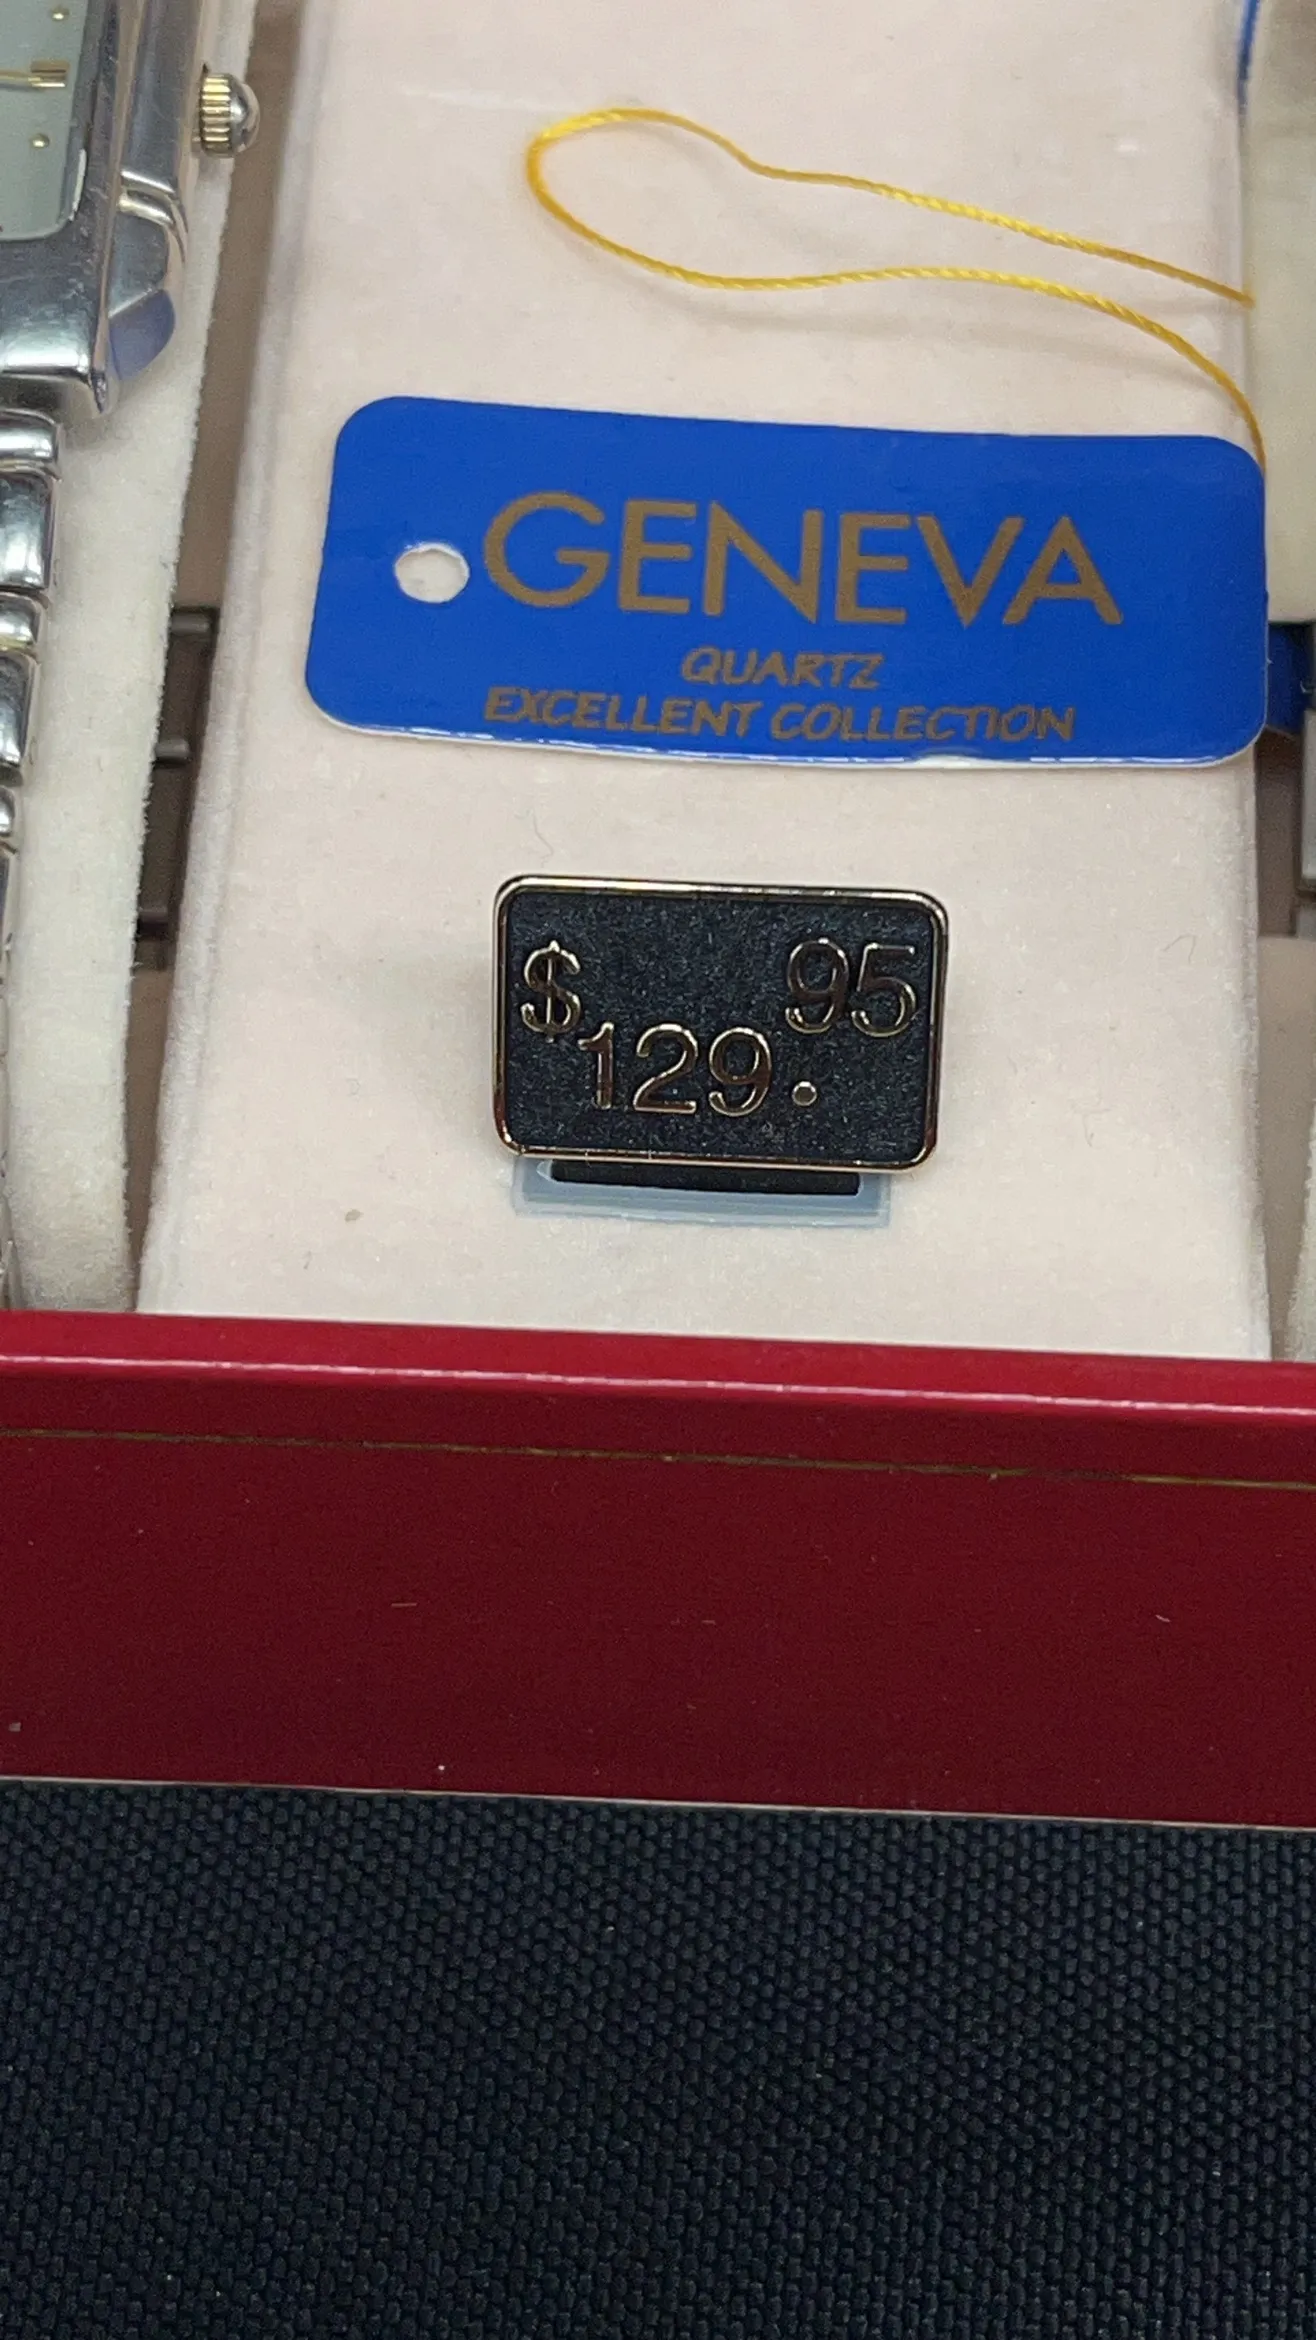 GENEVA
QUARTZ
EXCELLENT COLLECTION
$129.95